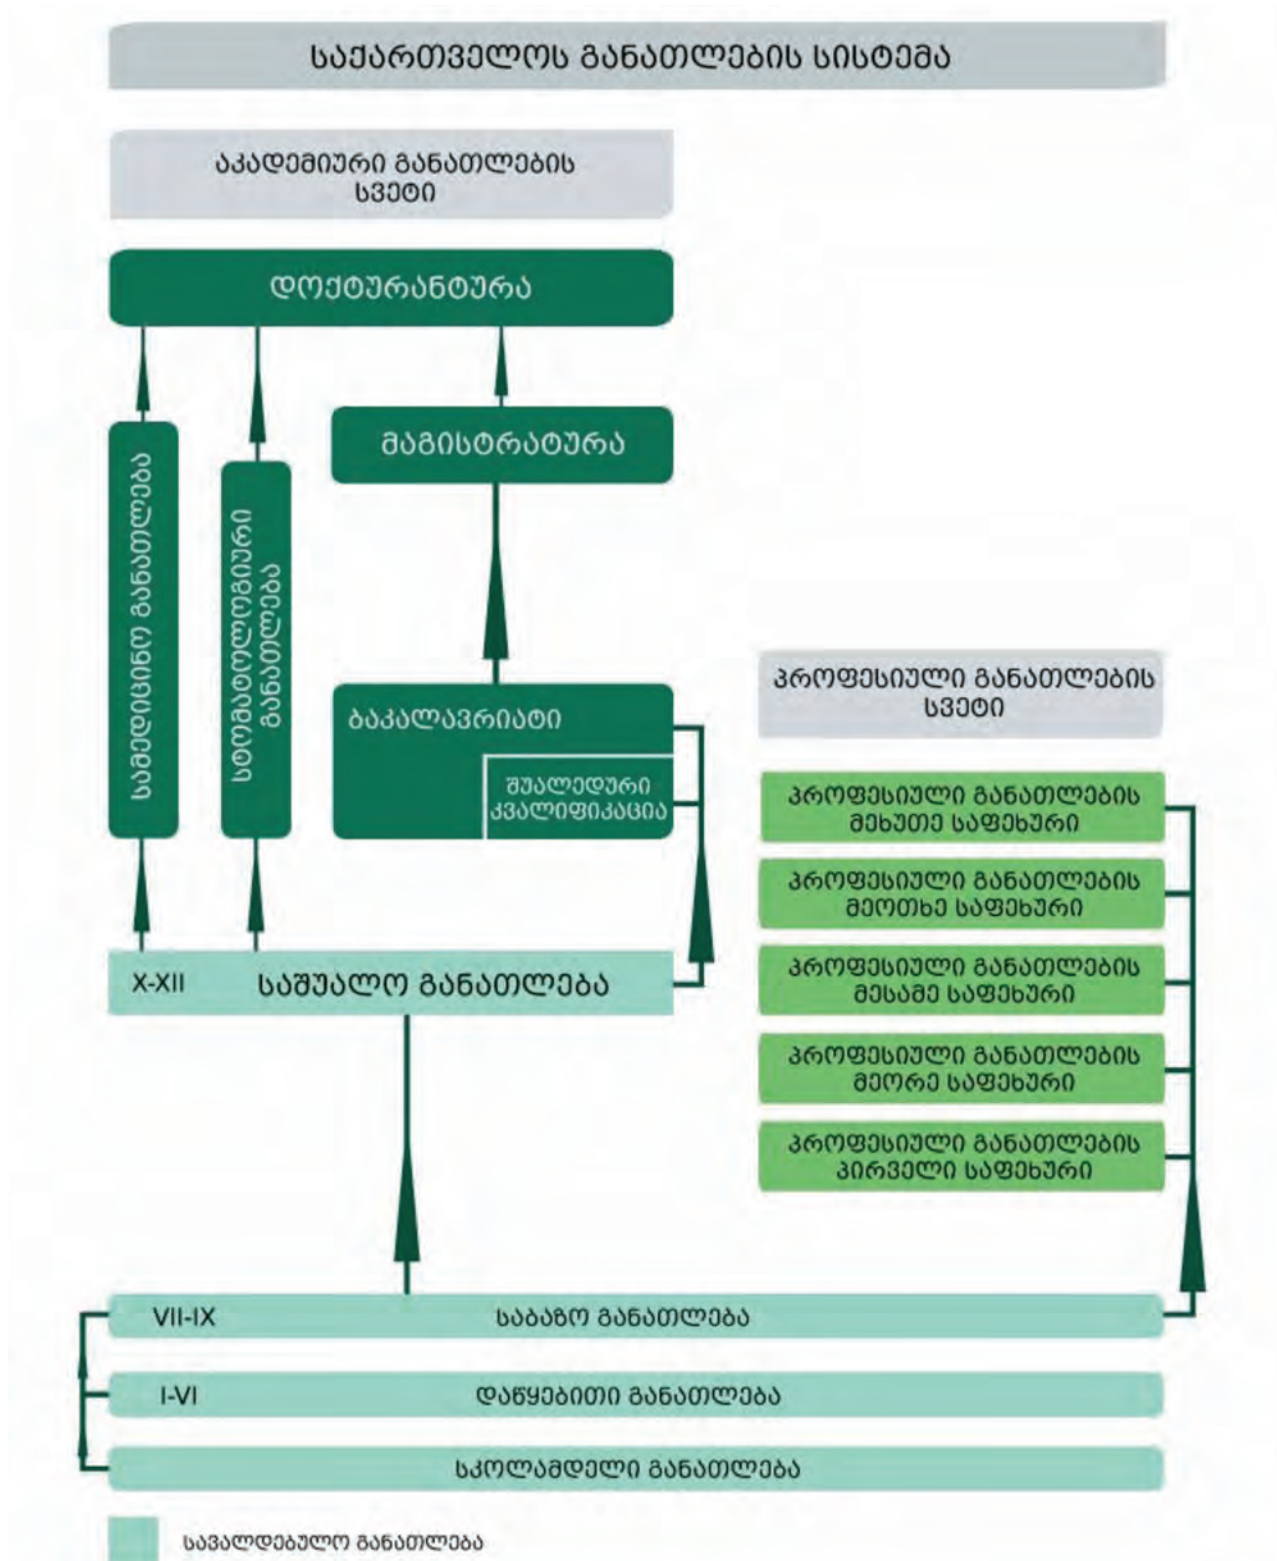 საქართველოს განათლების სისტემა
აკადემიური განათლების
სვეტი
დოქტურანტურა
მაგისტრატურა
სამედიცინო განათლება
სტომატოლოგიური
განათლება
ბაკალავრიატი
შუალედური
კვალიფიკაცია
X-XII საშუალო განათლება
პროფესიული განათლების
სვეტი
პროფესიული განათლების
მეხუთე საფეხური
პროფესიული განათლების
მეოთხე საფეხური
პროფესიული განათლების
მესამე საფეხური
პროფესიული განათლების
მეორე საფეხური
პროფესიული განათლების
პირველი საფეხური
VII-IX საბაზო განათლება
I-VI დაწყებითი განათლება
სკოლამდელი განათლება
სავალდებულო განათლება